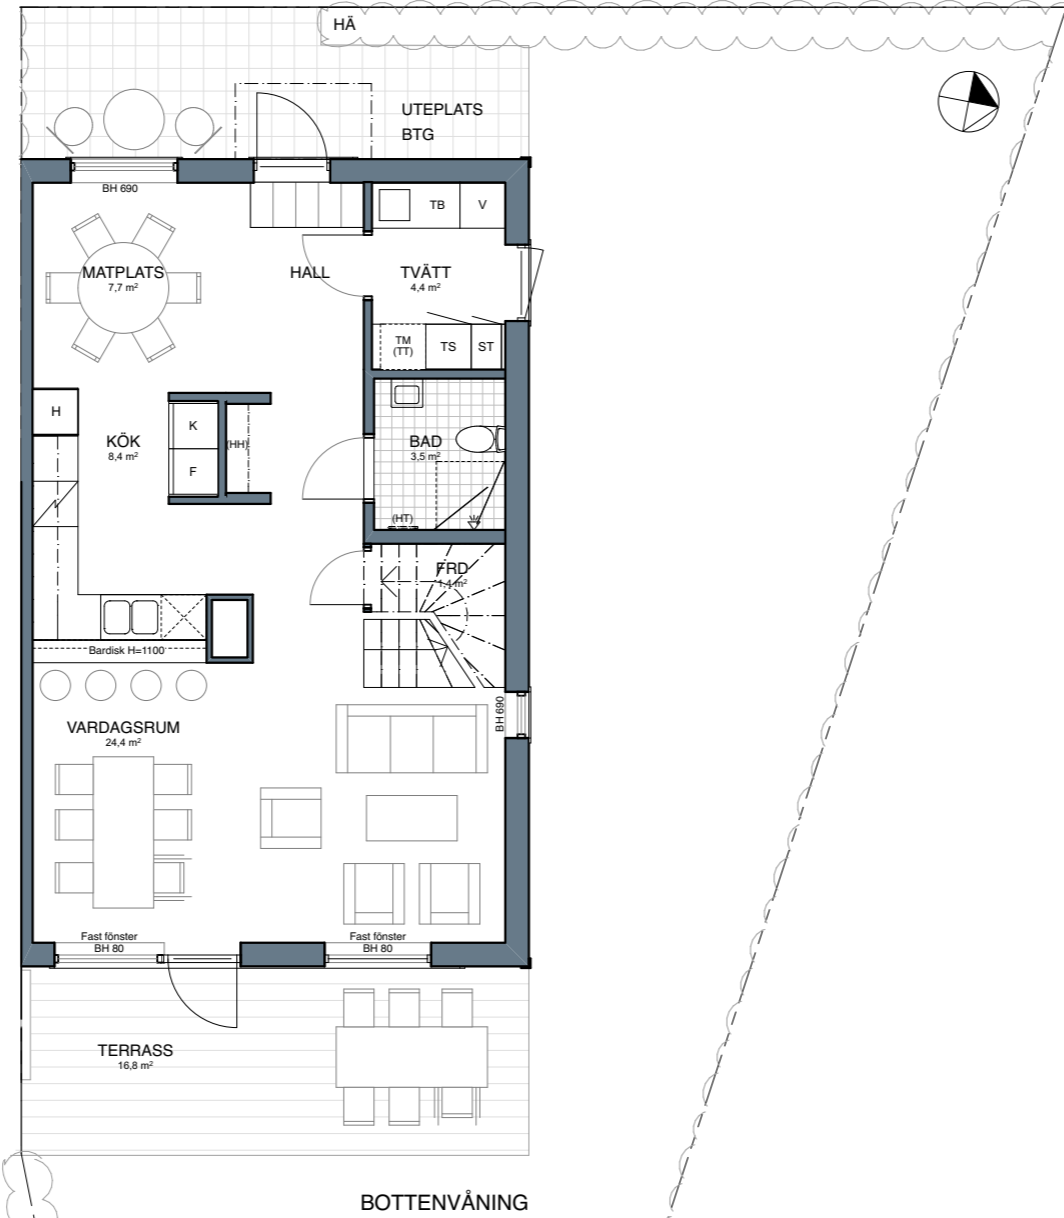 HÄ
UTEPLATS
BTG
BH 690
TB
V
MATPLATS
7,7 m²
HALL
TVÄTT
4,4 m²
TM
(TT)
TS
ST
H
K
(HH)
F
KÖK
8,4 m²
BAD
3,5 m²
(HT)
FRD
1,4 m²
Bardisk H=1100
BH 690
VARDAGSRUM
24,4 m²
Fast fönster
BH 80
Fast fönster
BH 80
TERRASS
16,8 m²
BOTTENVÅNING